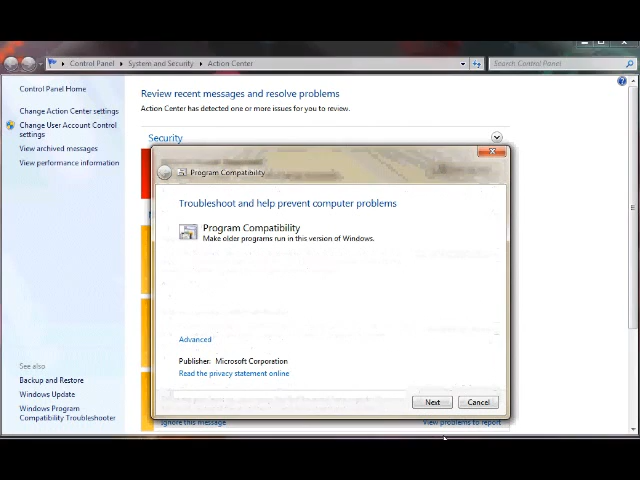 Control Panel
System and Security
Action Center
Search Control Panel
Control Panel Home
Change Action Center settings
Change User Account Control
settings
View archived messages
View performance information
See also
Backup and Restore
Windows Update
Windows Program
Compatibility Troubleshooter
Review recent messages and resolve problems
Action Center has detected one or more issues for you to review.
Security
Program Compatibility
Troubleshoot and help prevent computer problems
Program Compatibility
Make older programs run in this version of Windows.
Advanced
Publisher: Microsoft Corporation
Read the privacy statement online
Next
Cancel
Ignore this message
View problems to report